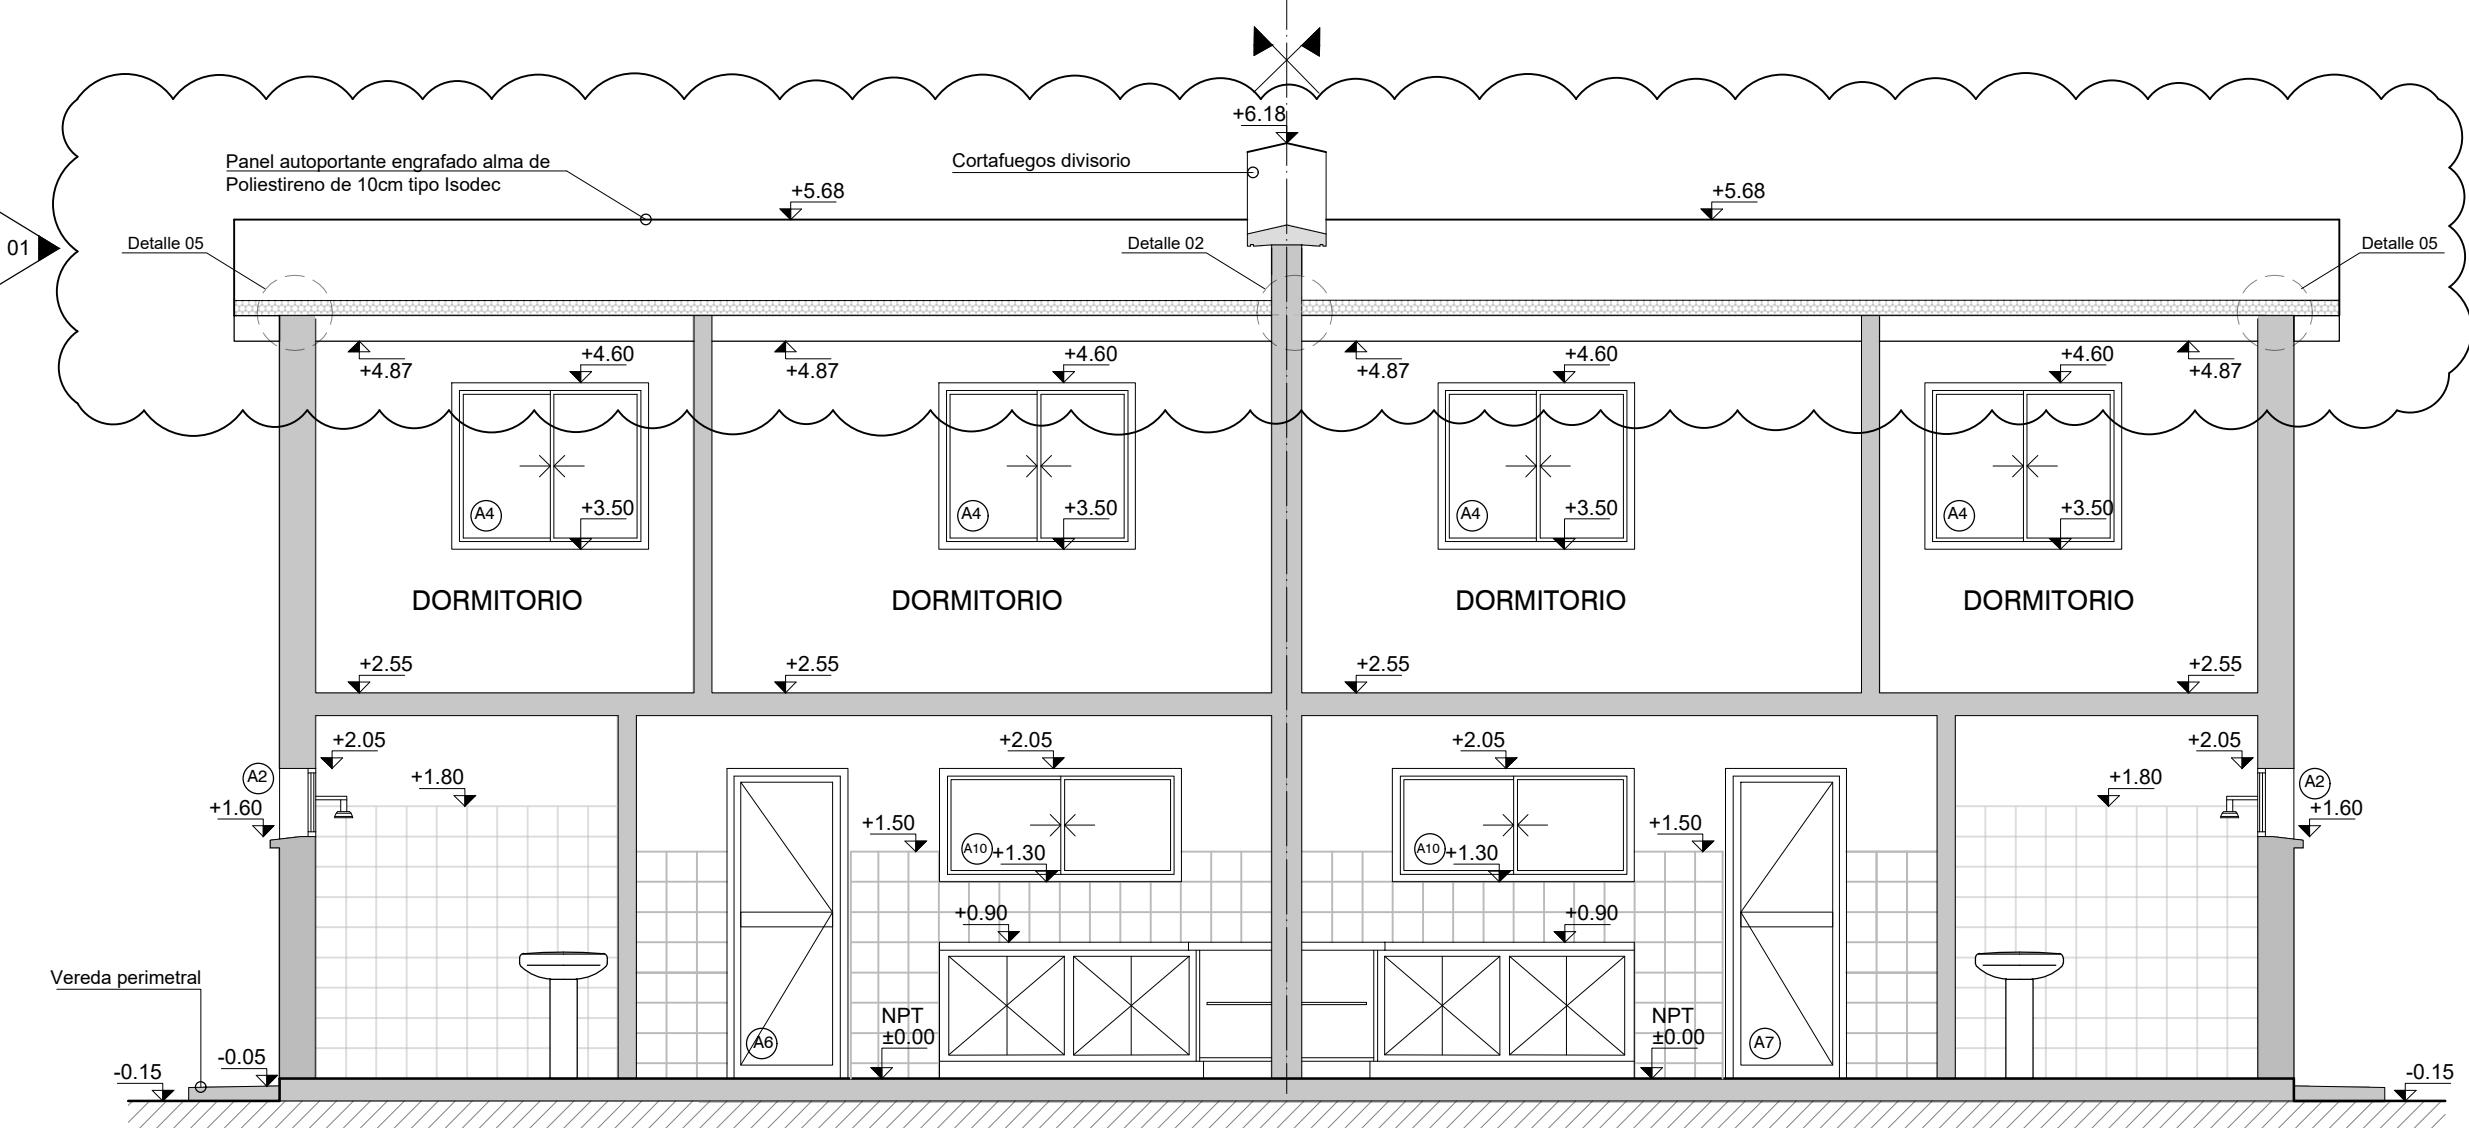 +6.18
Panel autoportante engrafado alma de
Poliestireno de 10cm tipo Isodec
Cortafuegos divisorio
+5.68
+5.68
01
Detalle 05
Detalle 02
Detalle 05
+4.87
+4.60
+4.87
+4.60
+4.87
+4.60
+4.60
+4.87
A4
+3.50
A4
+3.50
A4
+3.50
A4
+3.50
DORMITORIO
DORMITORIO
DORMITORIO
DORMITORIO
+2.55
+2.55
+2.55
+2.55
+2.05
+2.05
+2.05
+2.05
A2
+1.80
+1.80
A2
+1.60
+1.60
+1.50
A10
+1.30
A10
+1.30
+1.50
+0.90
+0.90
Vereda perimetral
NPT
±0.00
NPT
±0.00
A6
A7
-0.05
-0.15
-0.15